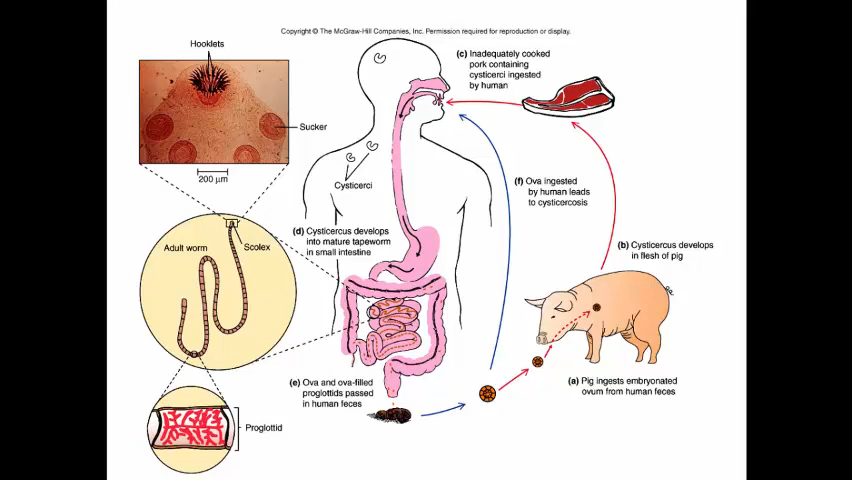 Copyright © The McGraw-Hill Companies, Inc. Permission required for reproduction or display.
Hooklets
Sucker
200 μm
(c) Inadequately cooked
pork containing
cysticerci ingested
by human
Cysticerci
(f) Ova ingested
by human leads
to cysticercosis
(d) Cysticercus develops
into mature tapeworm
in small intestine
(b) Cysticercus develops
in flesh of pig
Adult worm
Scolex
(e) Ova and ova-filled
proglottids passed
in human feces
(a) Pig ingests embryonated
ovum from human feces
Proglottid